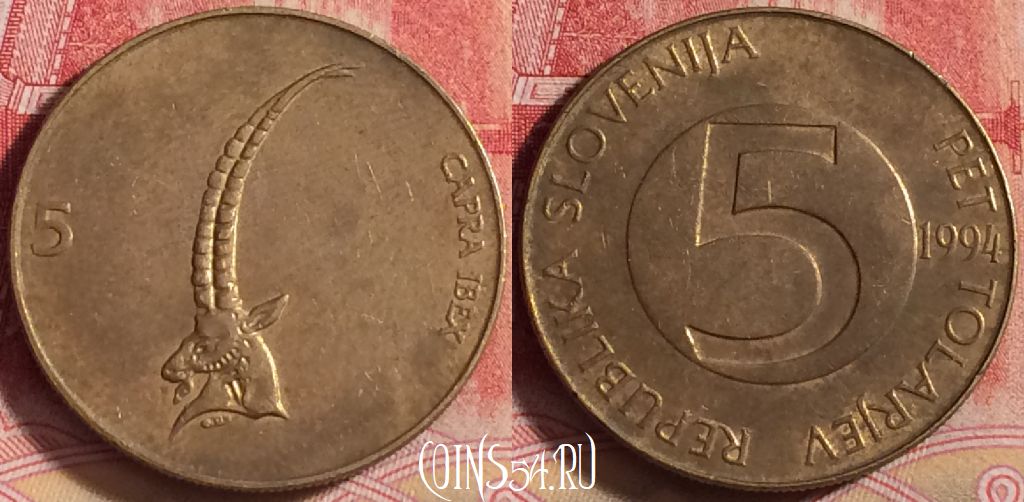 5
CAPRA IBEX
REPUBLIKA SLOVENIJA
PET TOLARJEV
1994
5
COINS54.RU